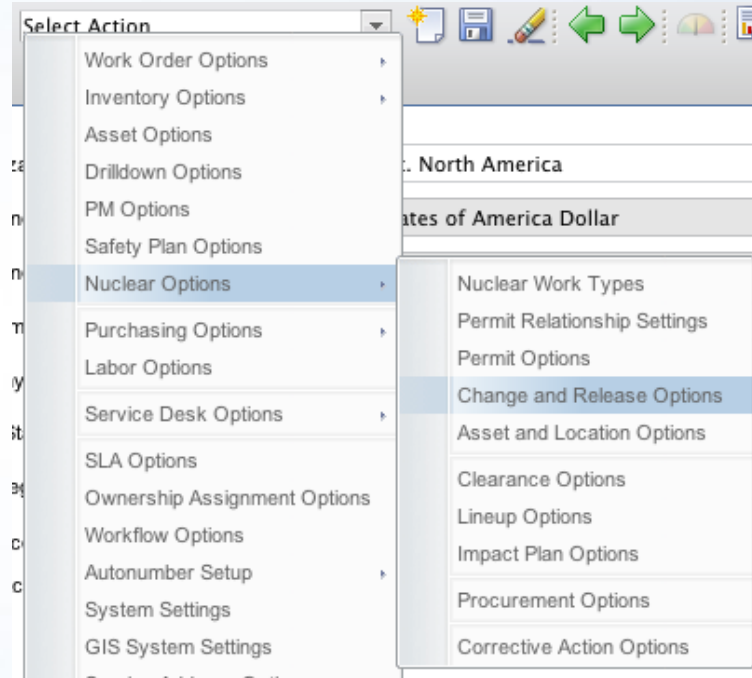 Select Action
Work Order Options
Inventory Options
Asset Options
Drilldown Options
North America
PM Options
of America Dollar
Safety Plan Options
Nuclear Options
Purchasing Options
Labor Options
Service Desk Options
SLA Options
Ownership Assignment Options
Workflow Options
Autonumber Setup
System Settings
GIS System Settings
Nuclear Work Types
Permit Relationship Settings
Permit Options
Change and Release Options
Asset and Location Options
Clearance Options
Lineup Options
Impact Plan Options
Procurement Options
Corrective Action Options